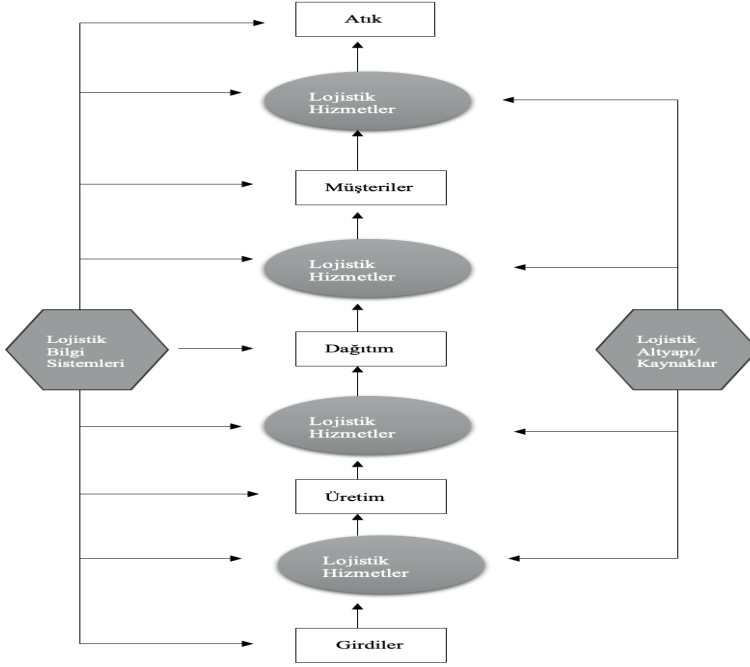 Atık
Lojistik
Hizmetler
Müşteriler
Lojistik
Hizmetler
Lojistik
Bilgi
Sistemleri
Dağıtım
Lojistik
Altyapı/
Kaynaklar
Lojistik
Hizmetler
Üretim
Lojistik
Hizmetler
Girdiler